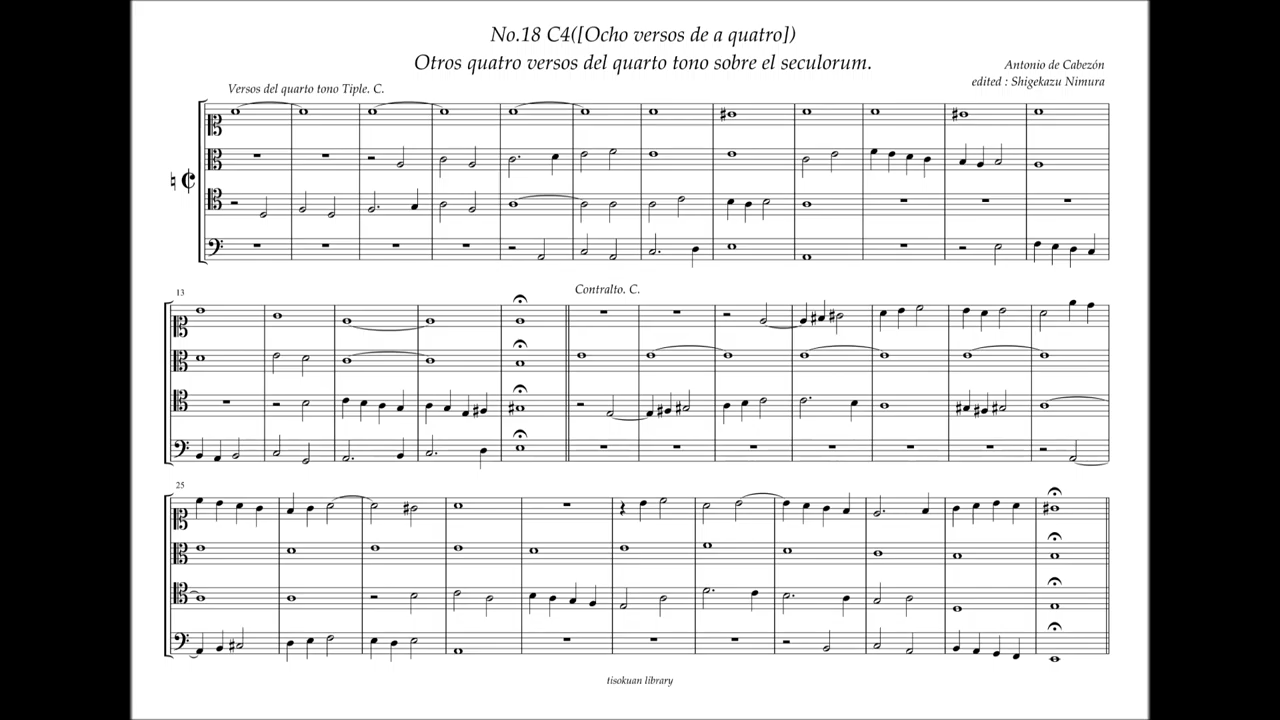 No.18 C4([Ocho versos de a quatro])
Otros quatro versos del quarto tono sobre el seculorum.
Antonio de Cabezón
edited : Shigekazu Nimura
Versos del quarto tono Tiple. C.
13
Contralto. C.
25
tisokuan library